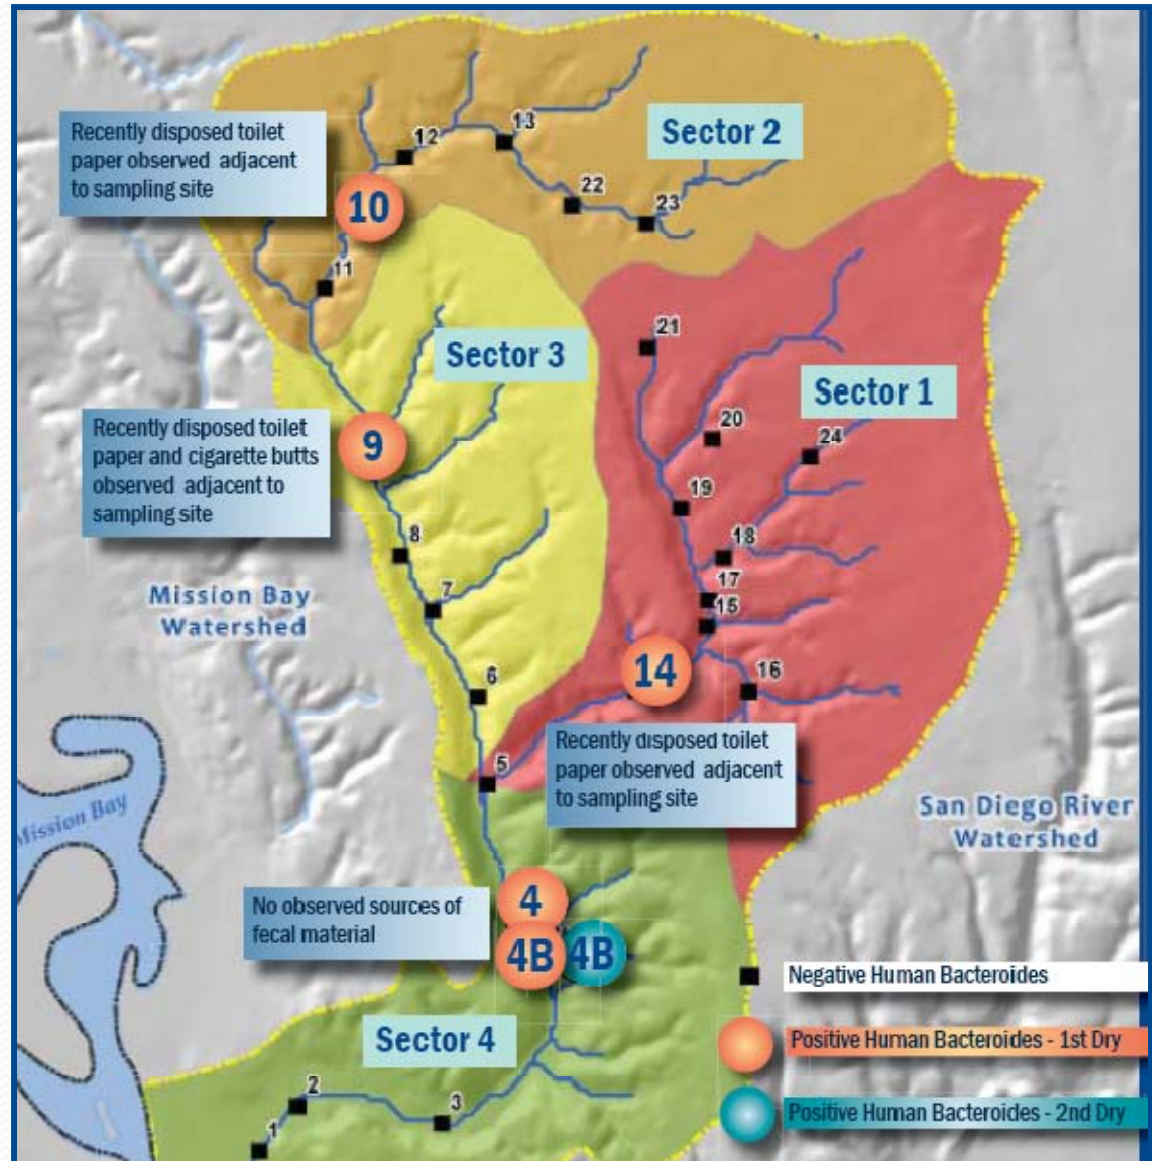 13
12
Sector 2
Recently disposed toilet
paper observed adjacent
to sampling site
22
10
23
11
21
Sector 3
Sector 1
20
24
Recently disposed toilet
paper and cigarette butts
observed adjacent to
sampling site
9
19
8
18
17
7
15
Mission Bay
Watershed
14
16
6
Recently disposed toilet
paper observed adjacent
to sampling site
5
Mission Bay
San Diego River
Watershed
No observed sources of
fecal material
4
4B
4B
Negative Human Bacteroides
Sector 4
Positive Human Bacteroides - 1st Dry
2
3
Positive Human Bacteroides - 2nd Dry
1